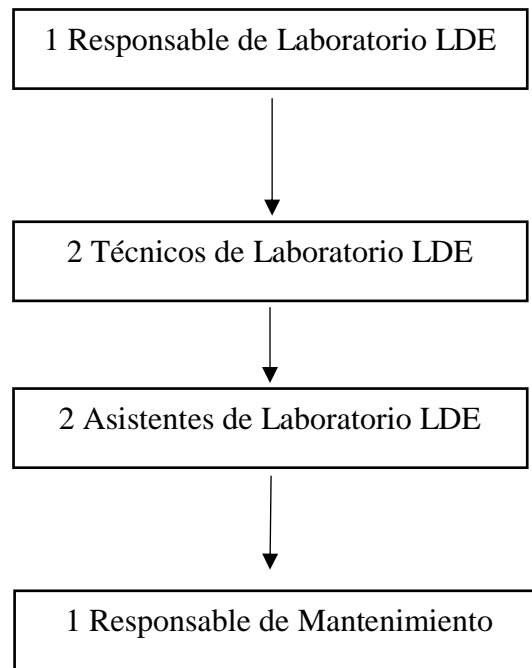 1 Responsable de Laboratorio LDE
2 Técnicos de Laboratorio LDE
2 Asistentes de Laboratorio LDE
1 Responsable de Mantenimiento